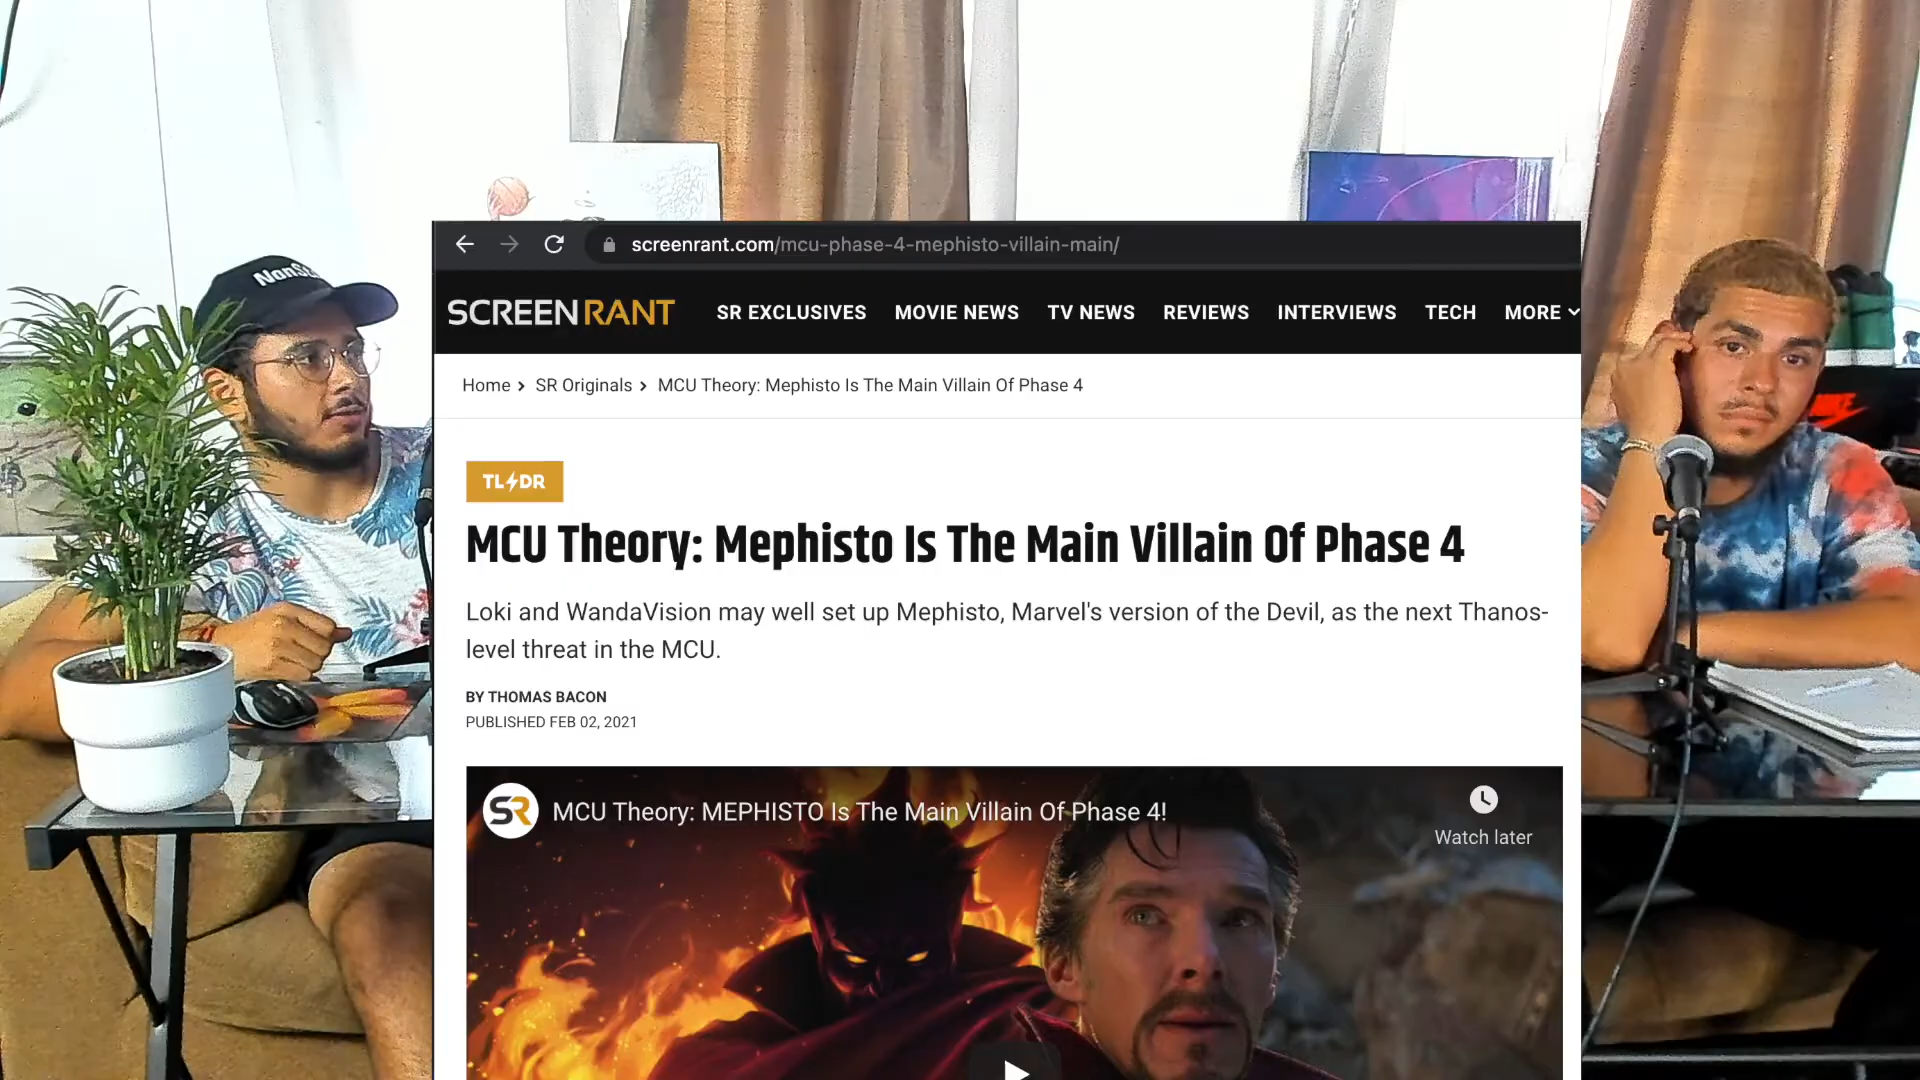 screenrant.com/mcu-phase-4-mephisto-villain-main/
SCREENRANT SR EXCLUSIVES MOVIE NEWS TV NEWS REVIEWS INTERVIEWS TECH MORE
Home > SR Originals > MCU Theory: Mephisto Is The Main Villain Of Phase 4
TL DR
MCU Theory: Mephisto Is The Main Villain Of Phase 4
Loki and WandaVision may well set up Mephisto, Marvel's version of the Devil, as the next Thanos-
level threat in the MCU.
BY THOMAS BACON
PUBLISHED FEB 02, 2021
SR MCU Theory: MEPHISTO Is The Main Villain Of Phase 4!
Watch later
NIKE